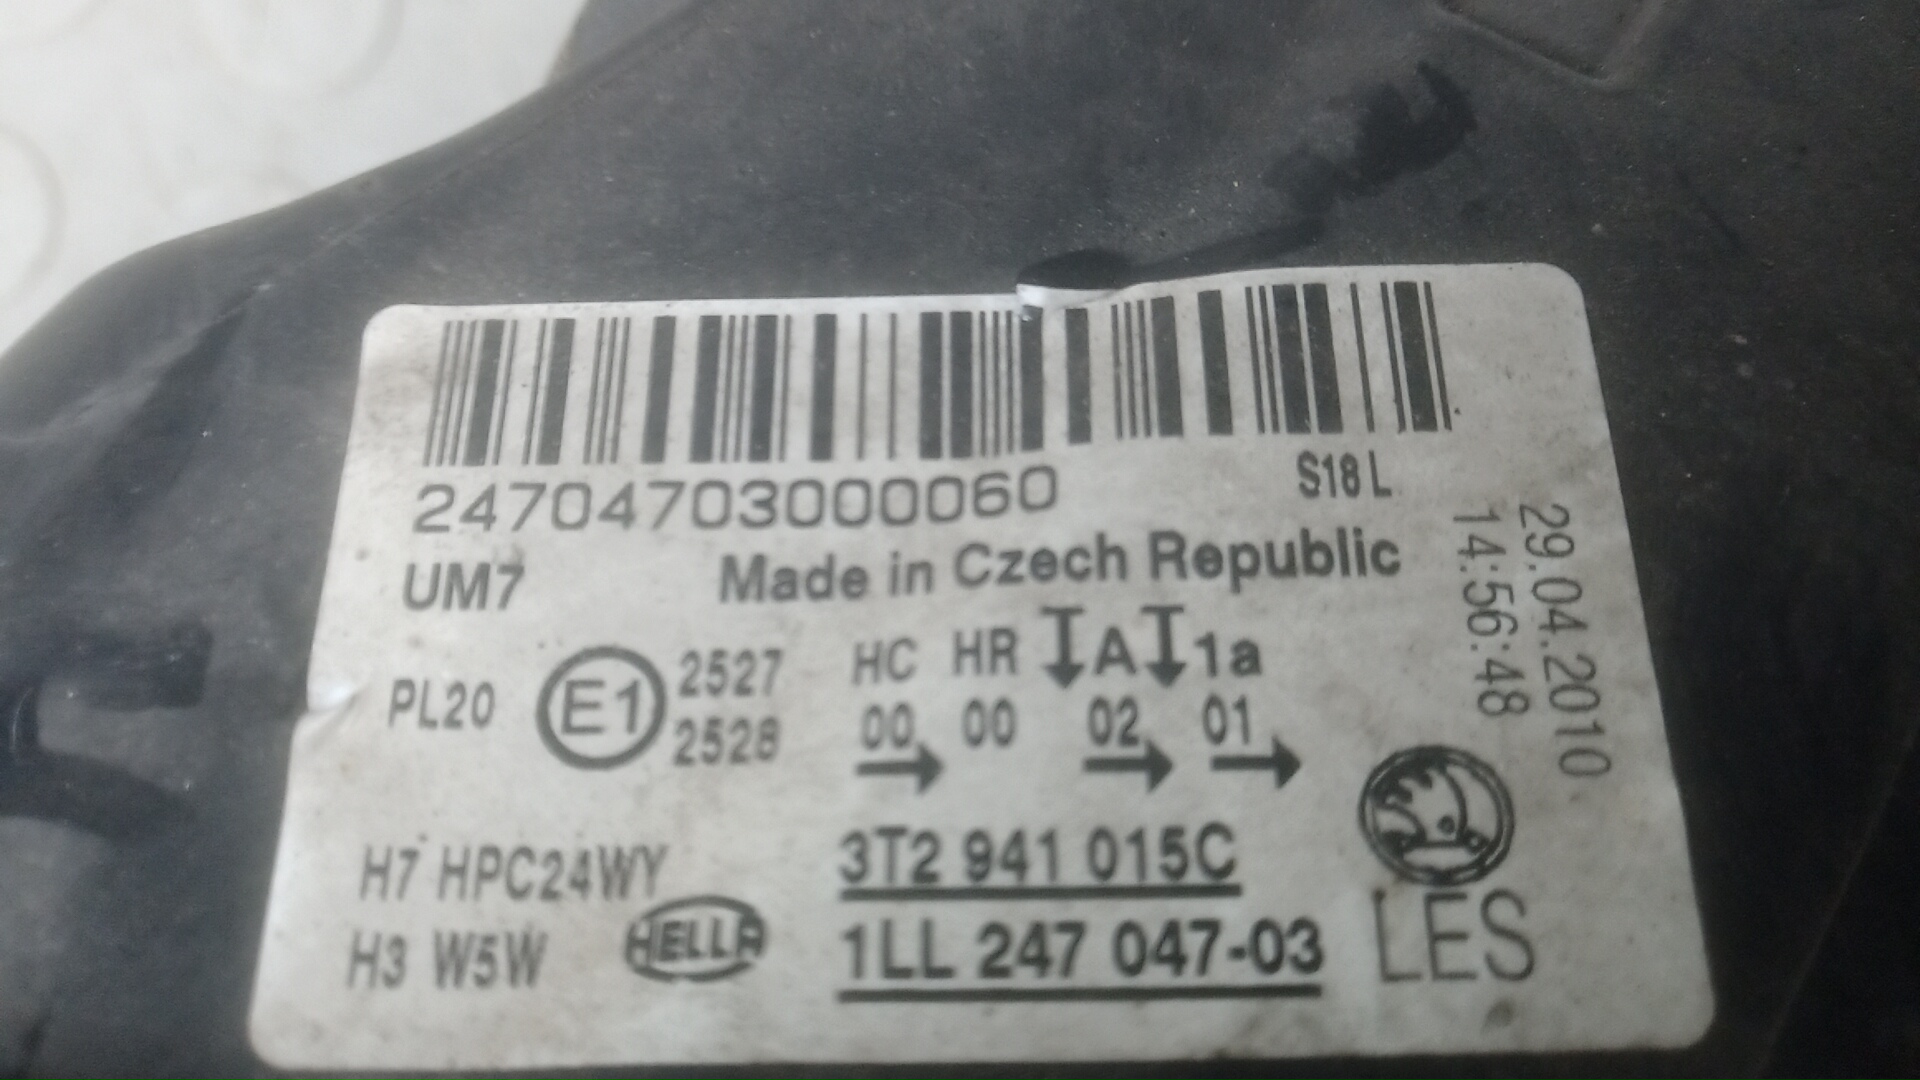 24704703000060
S18 L
UM7
Made in Czech Republic
29.04.2010
14:56:48
PL20
E1
2527
2528
HC HR A 1a
00 00 02 01
H7 HPC24WY
H3 W5W
HELLA
3T2 941 015C
1LL 247 047-03
LES